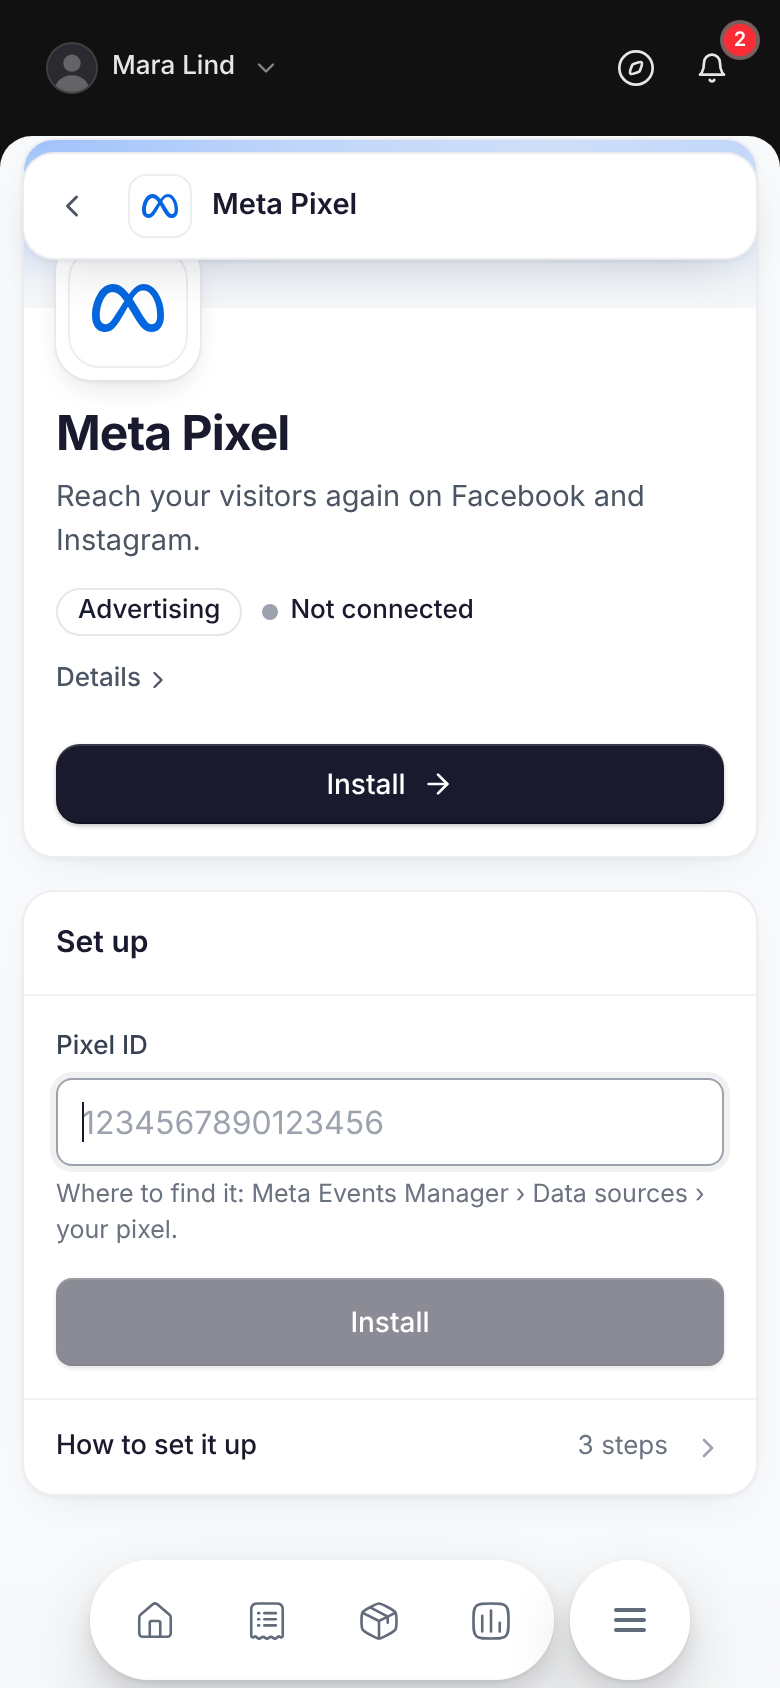 Mara Lind
2
Meta Pixel
Meta Pixel
Reach your visitors again on Facebook and
Instagram.
Advertising
Not connected
Details
Install
Set up
Pixel ID
1234567890123456
Where to find it: Meta Events Manager › Data sources ›
your pixel.
Install
How to set it up
3 steps